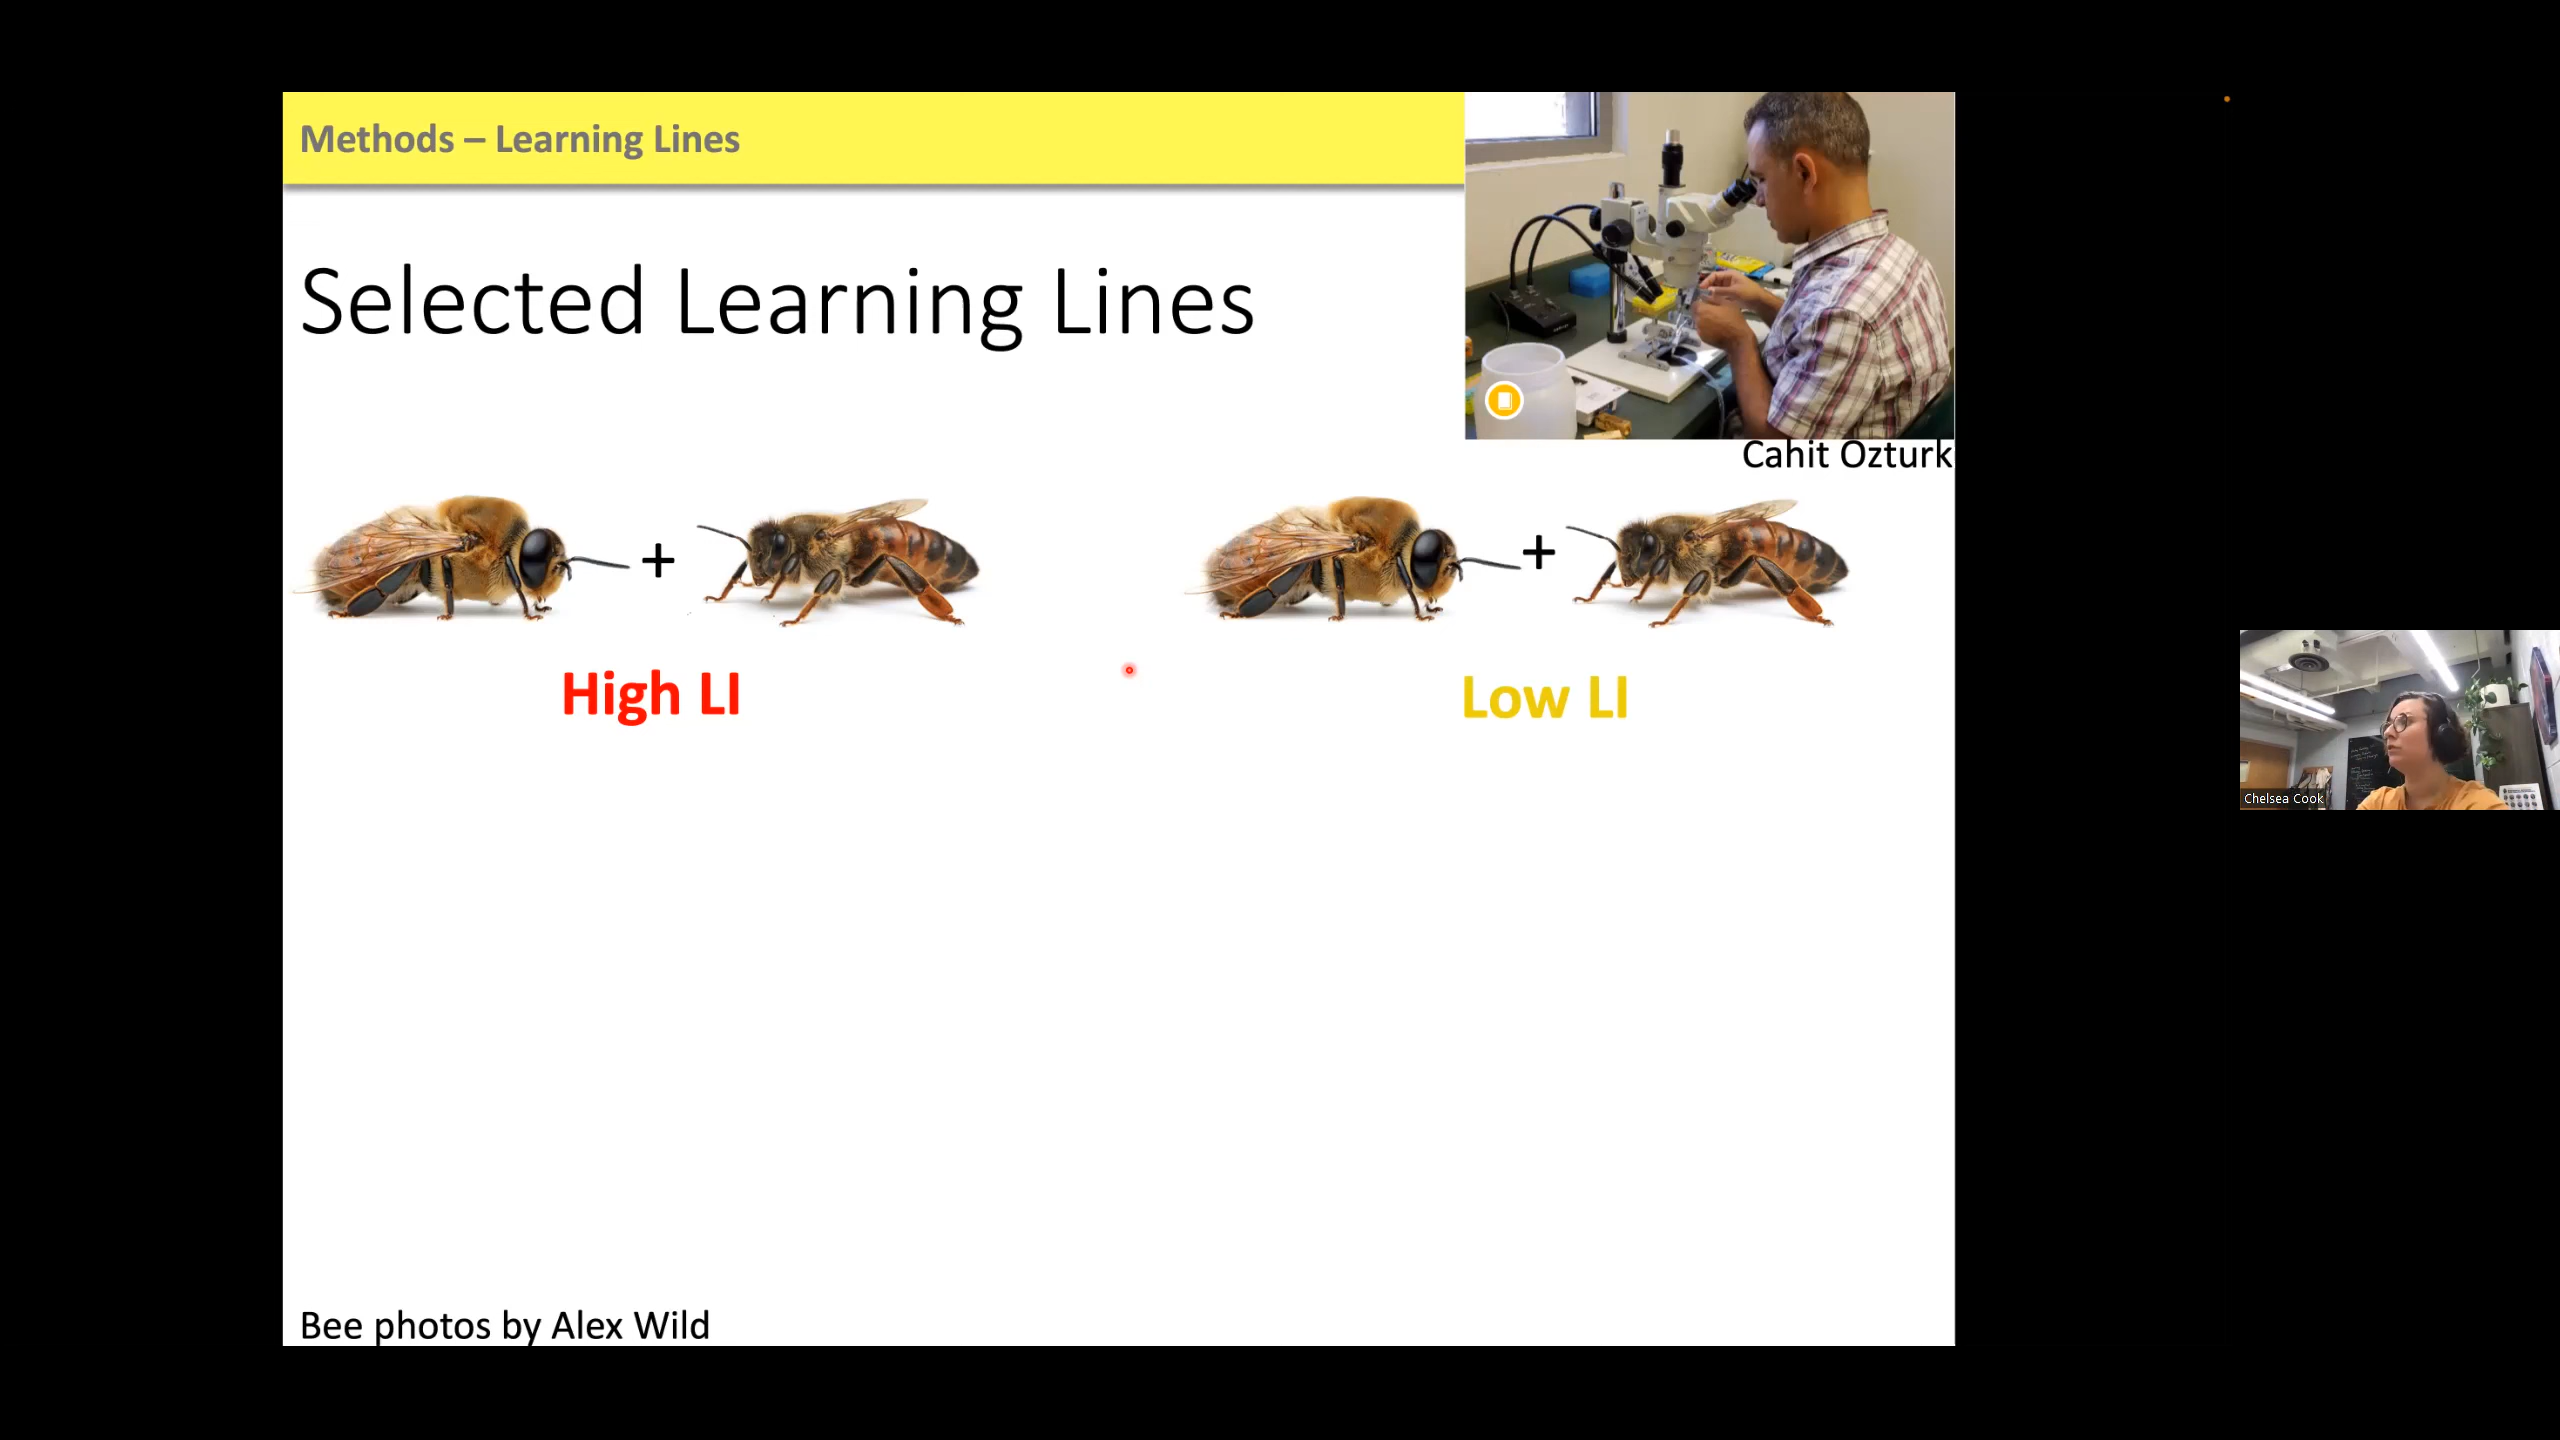 Methods – Learning Lines
Selected Learning Lines
Cahit Ozturk
+
+
High LI
Low LI
Chelsea Cook
Bee photos by Alex Wild